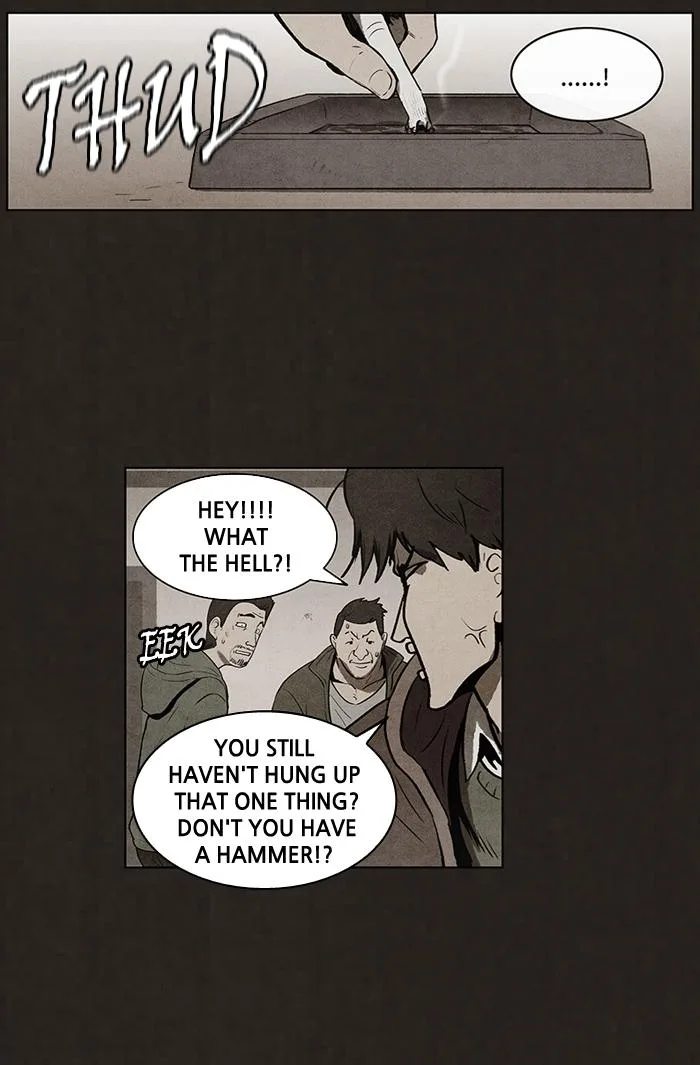 THUD
......!
HEY!!!!
WHAT
THE HELL?!
EEK
YOU STILL
HAVEN'T HUNG UP
THAT ONE THING?
DON'T YOU HAVE
A HAMMER!?